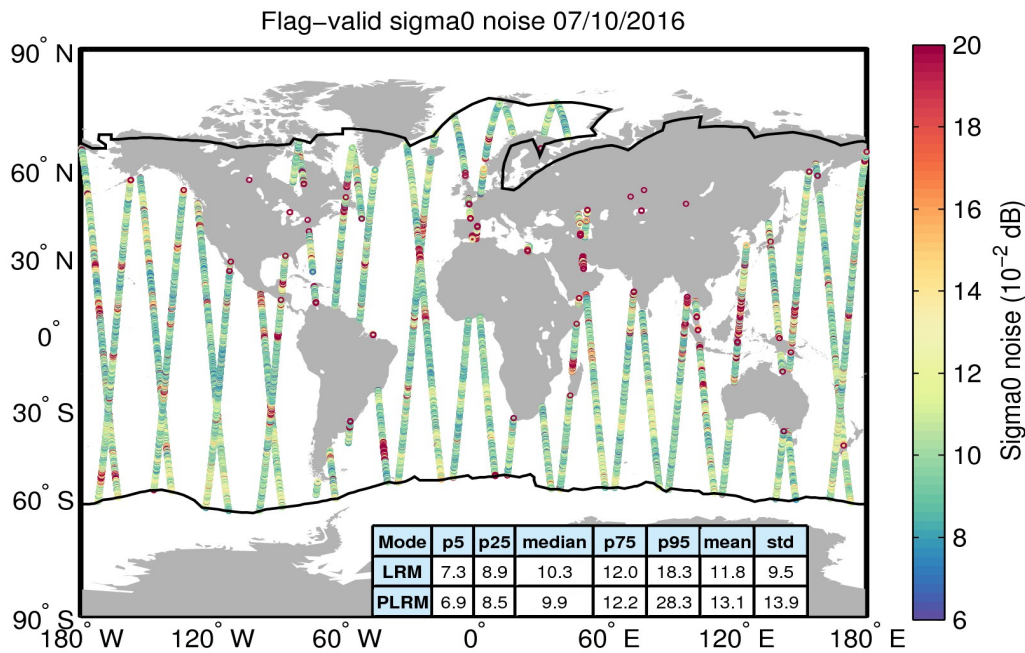 Flag−valid sigma0 noise 07/10/2016
90° N
60° N
30° N
0°
30° S
60° S
90° S
180° W
120° W
60° W
0° E
60° E
120° E
180° E
Mode p5 p25 median p75 p95 mean std
LRM 7.3 8.9 10.3 12.0 18.3 11.8 9.5
PLRM 6.9 8.5 9.9 12.2 28.3 13.1 13.9
20
18
16
14
12
10
8
6
Sigma0 noise (10⁻² dB)